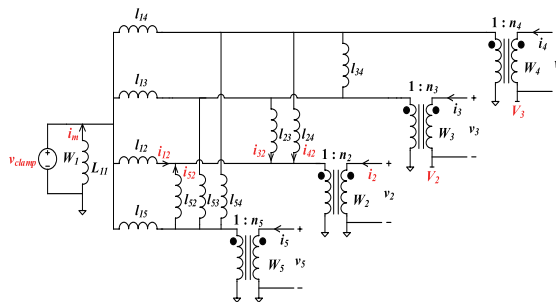 l14
1 : n4
i4
W4
v
V3
l34
l13
1 : n3
i3
+
W3
v3
−
V2
l23
l24
i32
i42
im
vclamp
+
−
W1
L11
l12
i12
1 : n2
i2
+
W2
v2
−
i52
l52
l53
l54
l15
1 : n5
i5
+
W5
v5
−